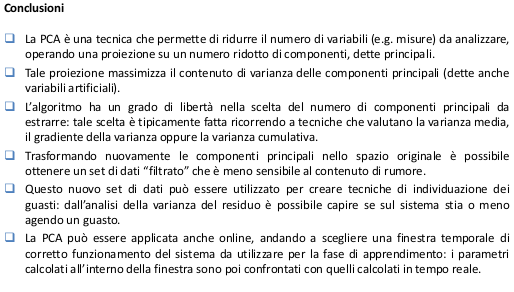 Conclusioni
❑ La PCA è una tecnica che permette di ridurre il numero di variabili (e.g. misure) da analizzare,
operando una proiezione su un numero ridotto di componenti, dette principali.
❑ Tale proiezione massimizza il contenuto di varianza delle componenti principali (dette anche
variabili artificiali).
❑ L'algoritmo ha un grado di libertà nella scelta del numero di componenti principali da
estrarre: tale scelta è tipicamente fatta ricorrendo a tecniche che valutano la varianza media,
il gradiente della varianza oppure la varianza cumulativa.
❑ Trasformando nuovamente le componenti principali nello spazio originale è possibile
ottenere un set di dati "filtrato" che è meno sensibile al contenuto di rumore.
❑ Questo nuovo set di dati può essere utilizzato per creare tecniche di individuazione dei
guasti: dall'analisi della varianza del residuo è possibile capire se sul sistema stia o meno
agendo un guasto.
❑ La PCA può essere applicata anche online, andando a scegliere una finestra temporale di
corretto funzionamento del sistema da utilizzare per la fase di apprendimento: i parametri
calcolati all'interno della finestra sono poi confrontati con quelli calcolati in tempo reale.